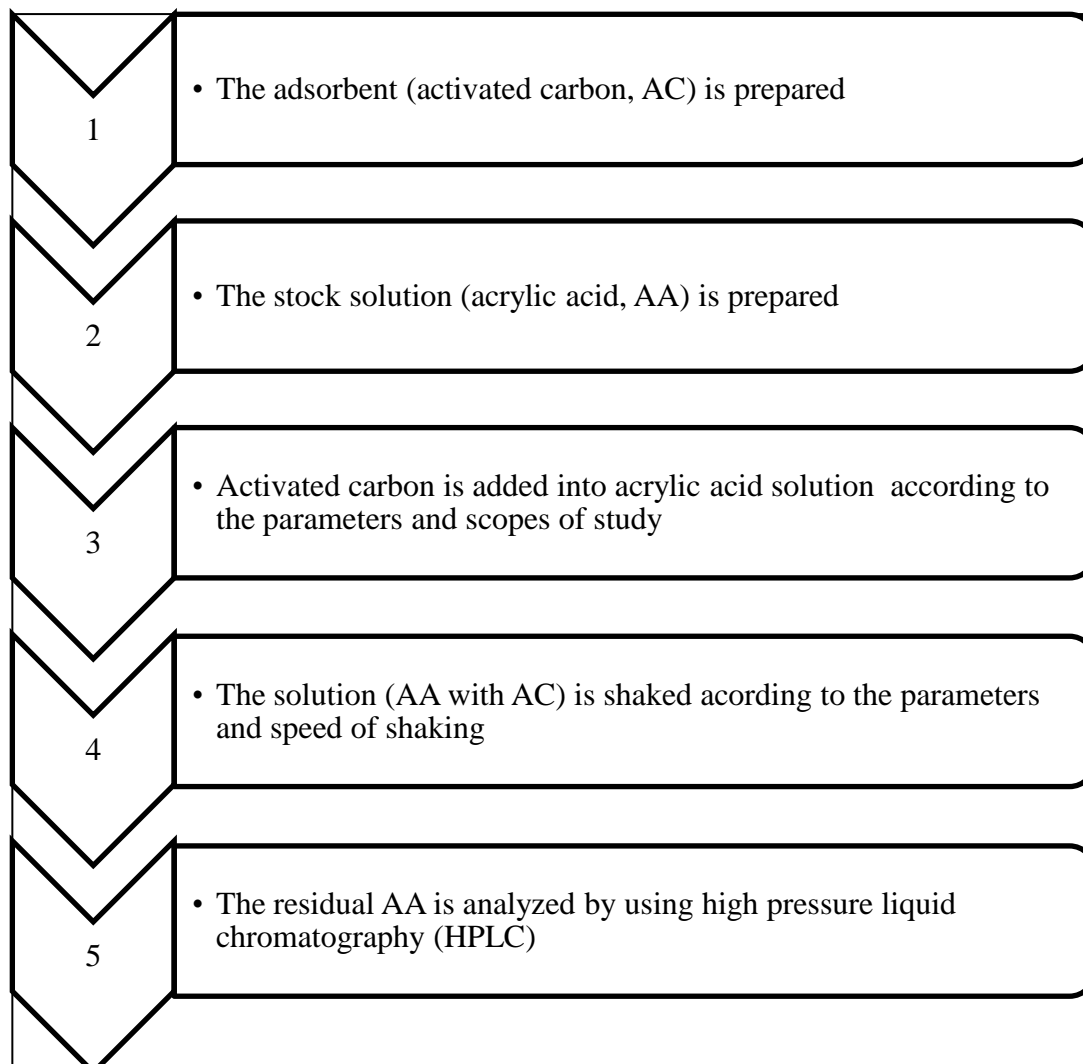 • The adsorbent (activated carbon, AC) is prepared
1
• The stock solution (acrylic acid, AA) is prepared
2
• Activated carbon is added into acrylic acid solution  according to
the parameters and scopes of study
3
• The solution (AA with AC) is shaked acording to the parameters
and speed of shaking
4
• The residual AA is analyzed by using high pressure liquid
chromatography (HPLC)
5